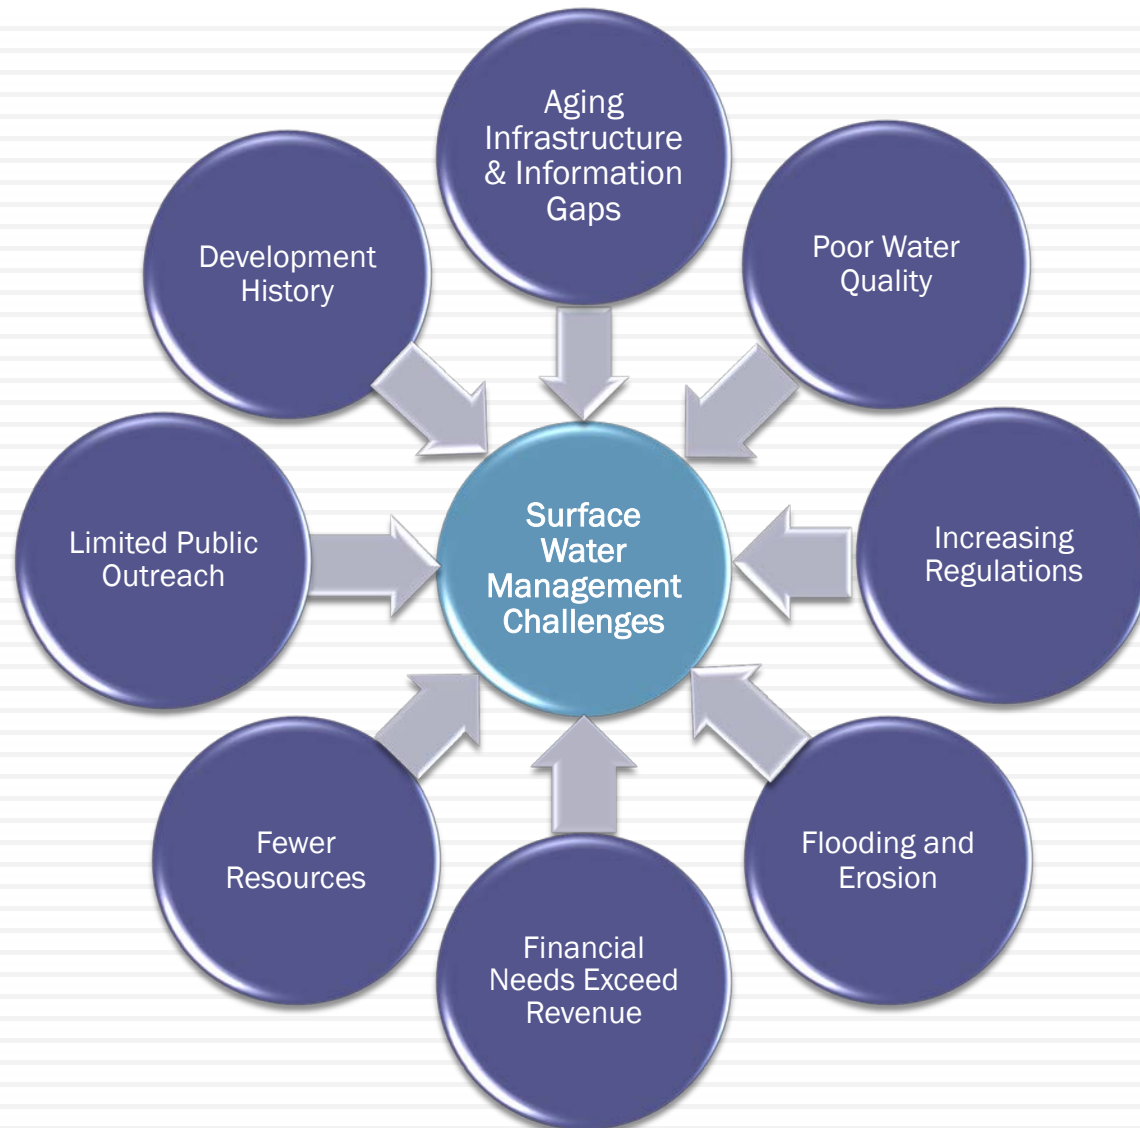 Aging
Infrastructure
& Information
Gaps
Poor Water
Quality
Increasing
Regulations
Flooding and
Erosion
Financial
Needs Exceed
Revenue
Fewer
Resources
Limited Public
Outreach
Development
History
Surface
Water
Management
Challenges